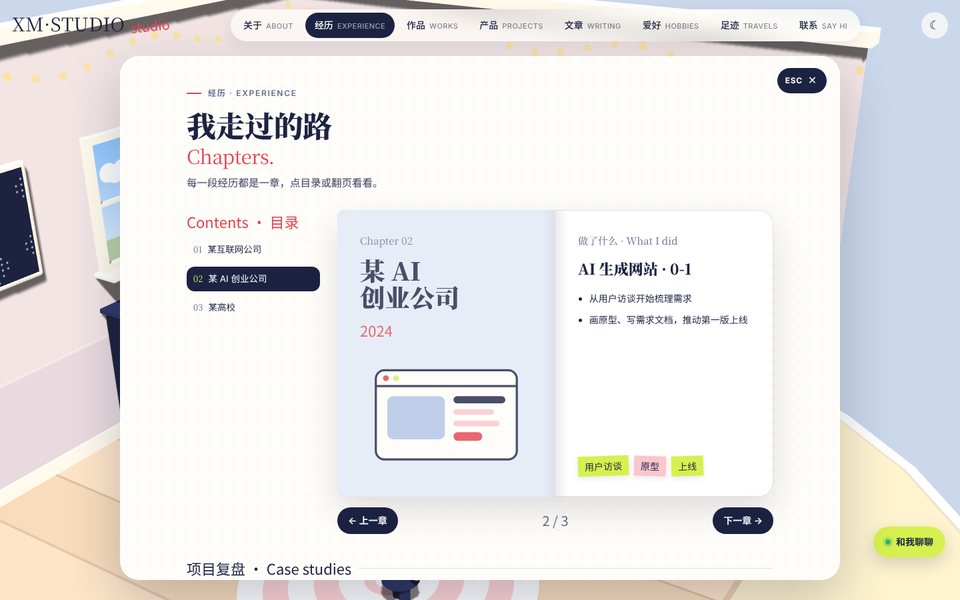 XM·STUDIO studio
关于 ABOUT
经历 EXPERIENCE
作品 WORKS
产品 PROJECTS
文章 WRITING
爱好 HOBBIES
足迹 TRAVELS
联系 SAY HI
☾
ESC ✕
经历 · EXPERIENCE
我走过的路
Chapters.
每一段经历都是一章，点目录或翻页看看。
Contents · 目录
01 某互联网公司
02 某 AI 创业公司
03 某高校
Chapter 02
某 AI
创业公司
2024
做了什么 · What I did
AI 生成网站 · 0-1
• 从用户访谈开始梳理需求
• 画原型、写需求文档，推动第一版上线
用户访谈
原型
上线
← 上一章
2 / 3
下一章 →
项目复盘 · Case studies
和我聊聊